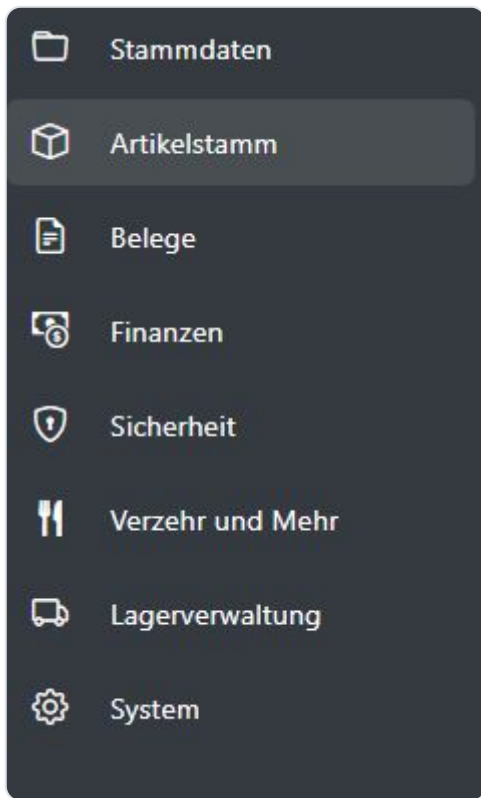 Stammdaten
Artikelstamm
Belege
Finanzen
Sicherheit
Verzehr und Mehr
Lagerverwaltung
System